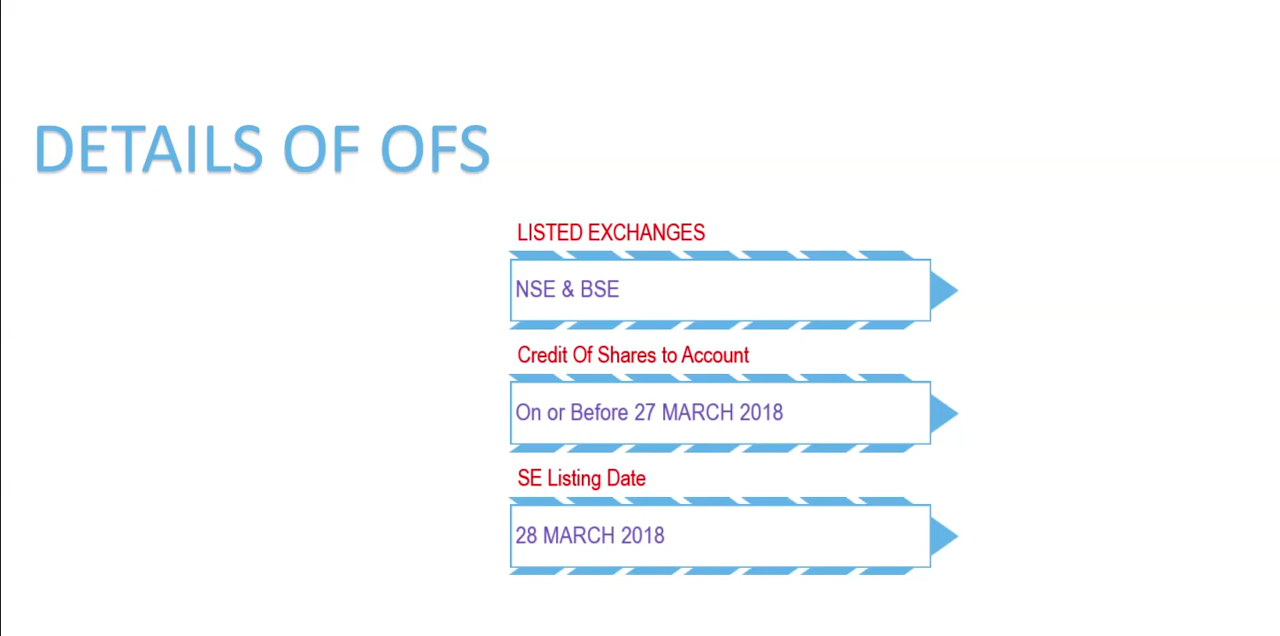 DETAILS OF OFS
LISTED EXCHANGES
NSE & BSE
Credit Of Shares to Account
On or Before 27 MARCH 2018
SE Listing Date
28 MARCH 2018